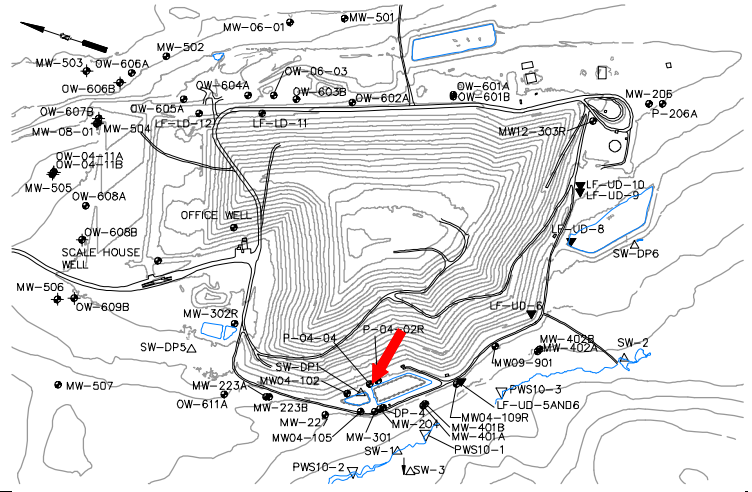 MW-501
MW-06-01
MW-502
MW-503
OW-606A
OW-606B
OW-06-03
OW-604A
OW-603B
OW-601A
OW-601B
OW-602A
MW-206
P-206A
OW-605A
OW-607B
LF-LD-12
LF-LD-11
MW-08-01
MW-504
MW12-303R
OW-04-11A
OW-04-11B
MW-505
OW-608A
LF-UD-10
LF-UD-9
OFFICE WELL
LF-UD-8
OW-608B
SW-DP6
SCALE HOUSE
WELL
MW-506
OW-609B
MW-302R
LF-UD-6
P-04-04
P-04-02R
MW-402B
MW-402A
SW-2
SW-DP5
SW-DP1
MW09-901
MW-507
MW-223A
MW04-102
PWS10-3
OW-611A
MW-223B
LF-UD-5AND6
MW-227
DP-4
MW04-109R
MW04-105
MW-301
MW-204
MW-401B
MW-401A
SW-1
PWS10-1
PWS10-2
SW-3